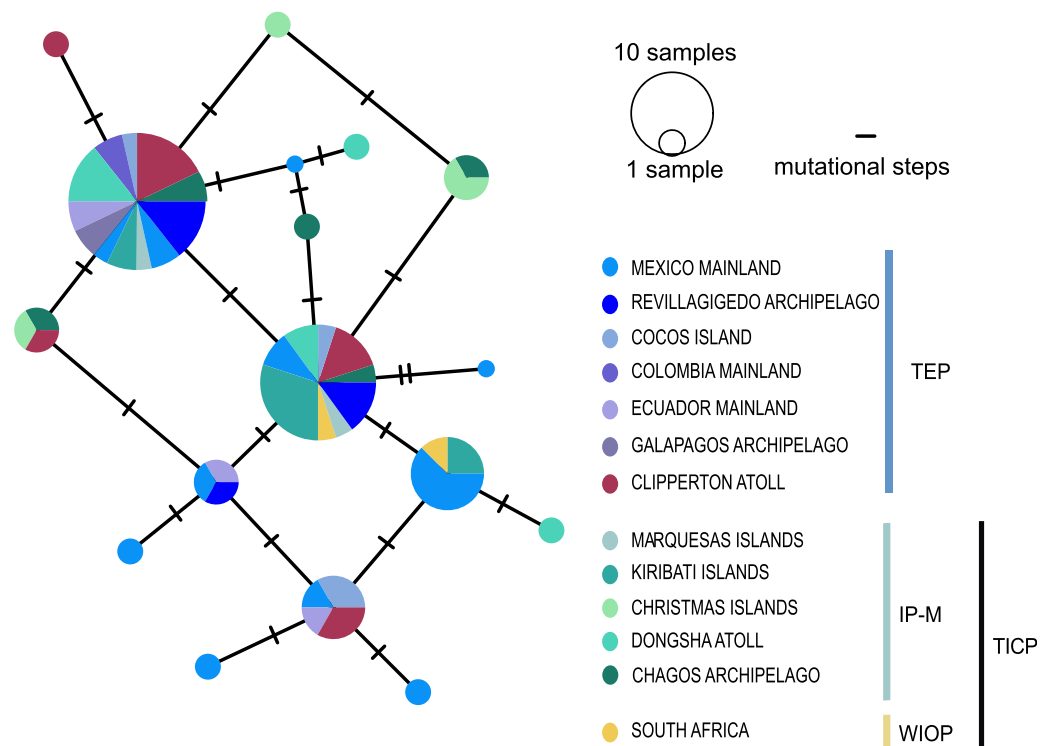 10 samples
1 sample
mutational steps
MEXICO MAINLAND
REVILLAGIGEDO ARCHIPELAGO
COCOS ISLAND
COLOMBIA MAINLAND
ECUADOR MAINLAND
GALAPAGOS ARCHIPELAGO
CLIPPERTON ATOLL
TEP
MARQUESAS ISLANDS
KIRIBATI ISLANDS
CHRISTMAS ISLANDS
DONGSHA ATOLL
CHAGOS ARCHIPELAGO
IP-M
TICP
SOUTH AFRICA
WIOP